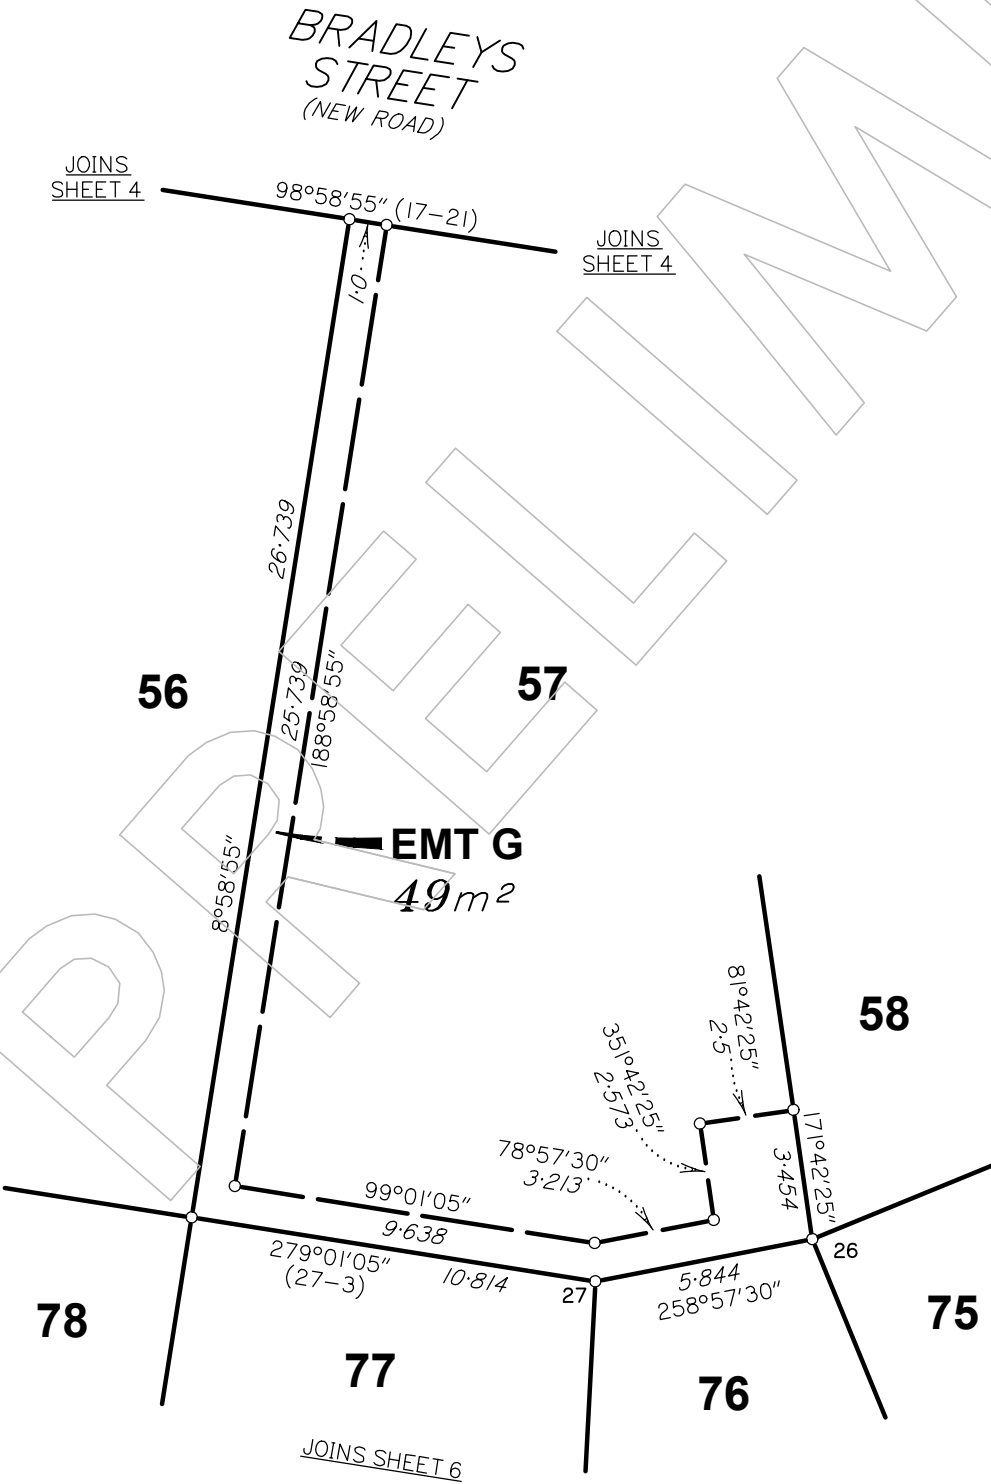 BRADLEYS
STREET
(NEW ROAD)
JOINS
SHEET 4
98°58'55" (17-21)
JOINS
SHEET 4
1·0
26·739
56
57
25·739
188°58'55"
8°58'55"
EMT G
49m²
58
81°42'25"
2·5
351°42'25"
2·573
171°42'25"
3·454
78°57'30"
3·213
99°01'05"
9·638
279°01'05"
(27-3)
10·814
27
26
5·844
258°57'30"
78
77
76
75
JOINS SHEET 6
PRELIM